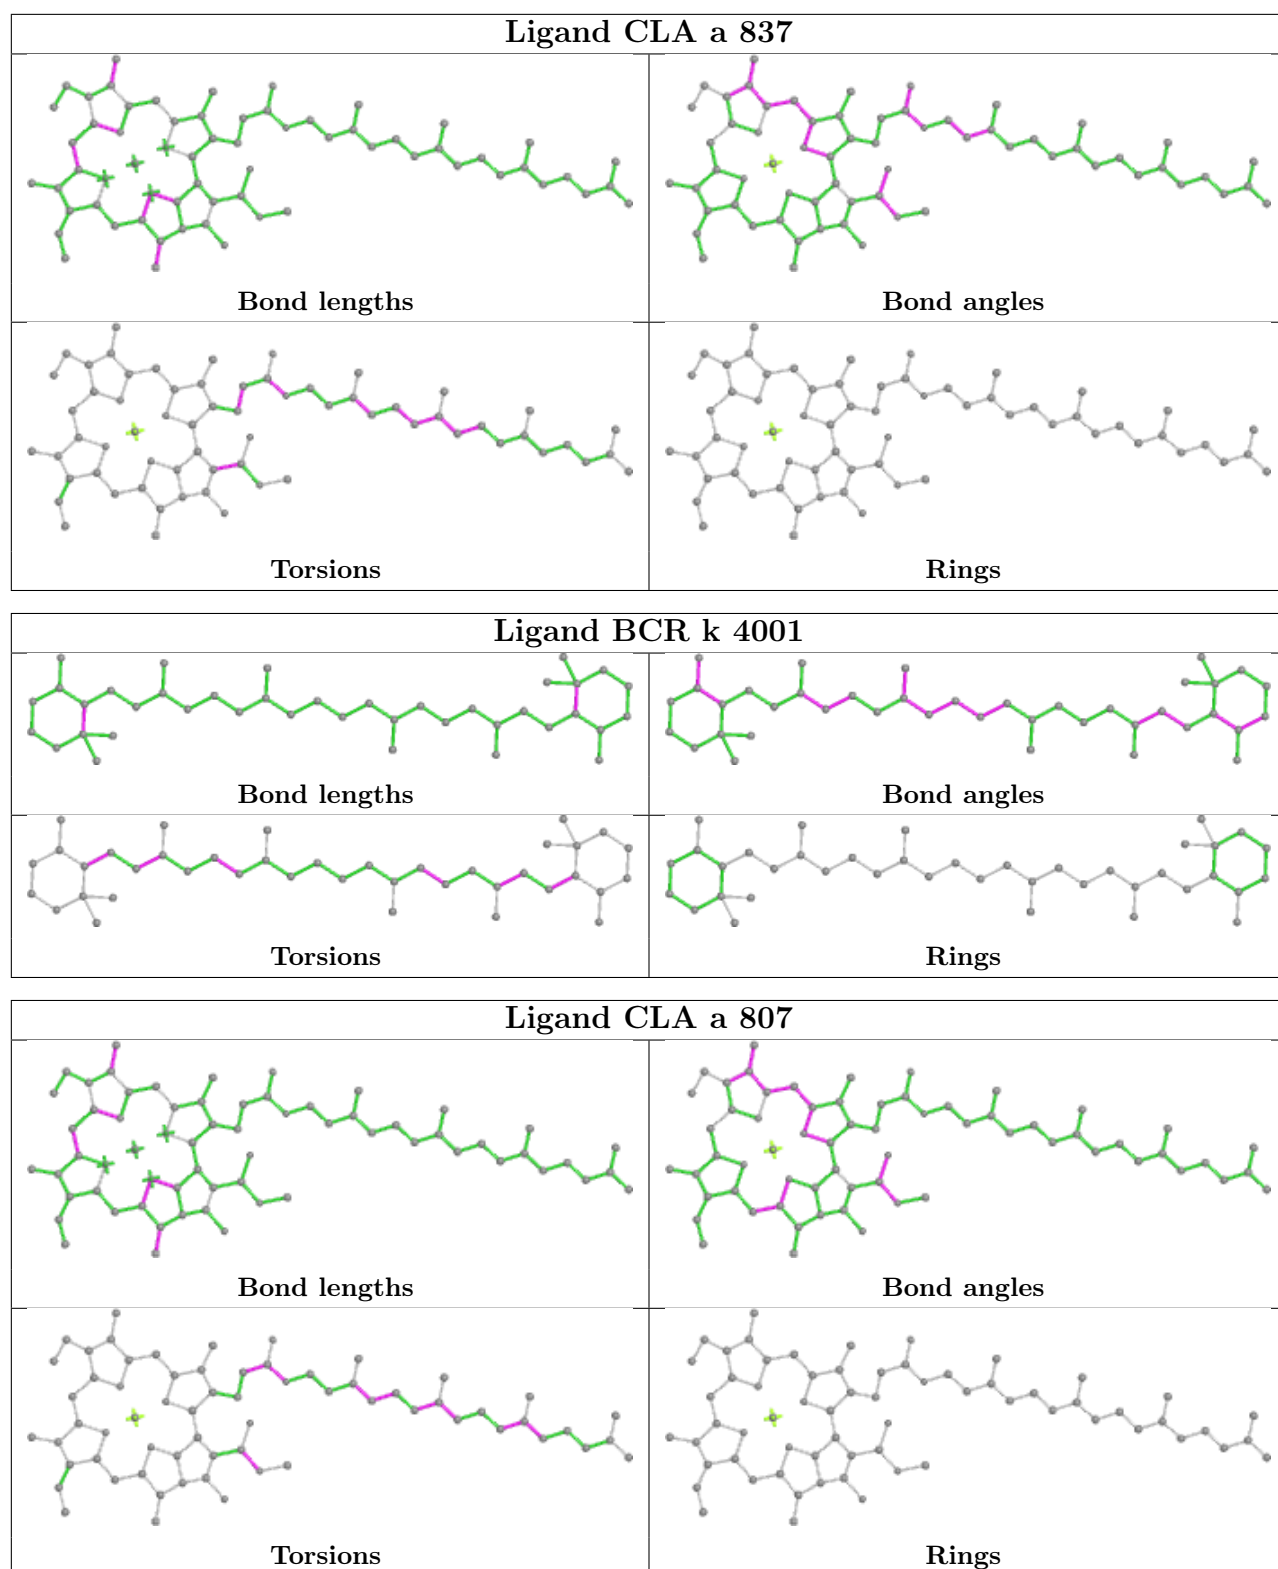 Ligand CLA a 837
Bond lengths
Bond angles
Torsions
Rings
Ligand BCR k 4001
Bond lengths
Bond angles
Torsions
Rings
Ligand CLA a 807
Bond lengths
Bond angles
Torsions
Rings